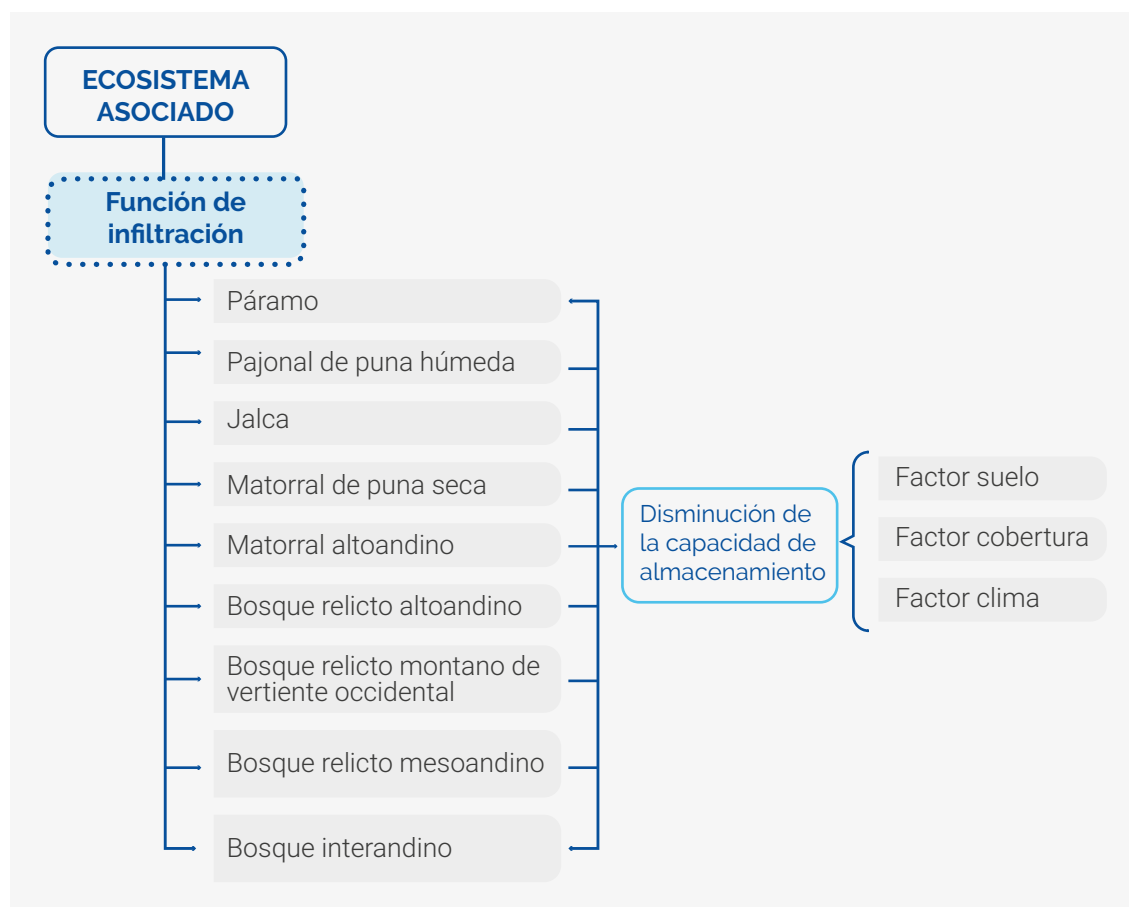 ECOSISTEMA
ASOCIADO
Función de
infiltración
Páramo
Pajonal de puna húmeda
Jalca
Matorral de puna seca
Matorral altoandino
Bosque relicto altoandino
Bosque relicto montano de
vertiente occidental
Bosque relicto mesoandino
Bosque interandino
Disminución de
la capacidad de
almacenamiento
Factor suelo
Factor cobertura
Factor clima